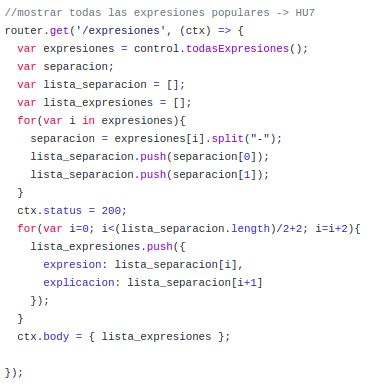 //mostrar todas las expresiones populares -> HU7
router.get('/expresiones', (ctx) => {
  var expresiones = control.todasExpresiones();
  var separacion;
  var lista_separacion = [];
  var lista_expresiones = [];
  for(var i in expresiones){
    separacion = expresiones[i].split("-");
    lista_separacion.push(separacion[0]);
    lista_separacion.push(separacion[1]);
  }
  ctx.status = 200;
  for(var i=0; i<(lista_separacion.length)/2+2; i=i+2){
    lista_expresiones.push({
      expresion: lista_separacion[i],
      explicacion: lista_separacion[i+1]
    });
  }
  ctx.body = { lista_expresiones };
});